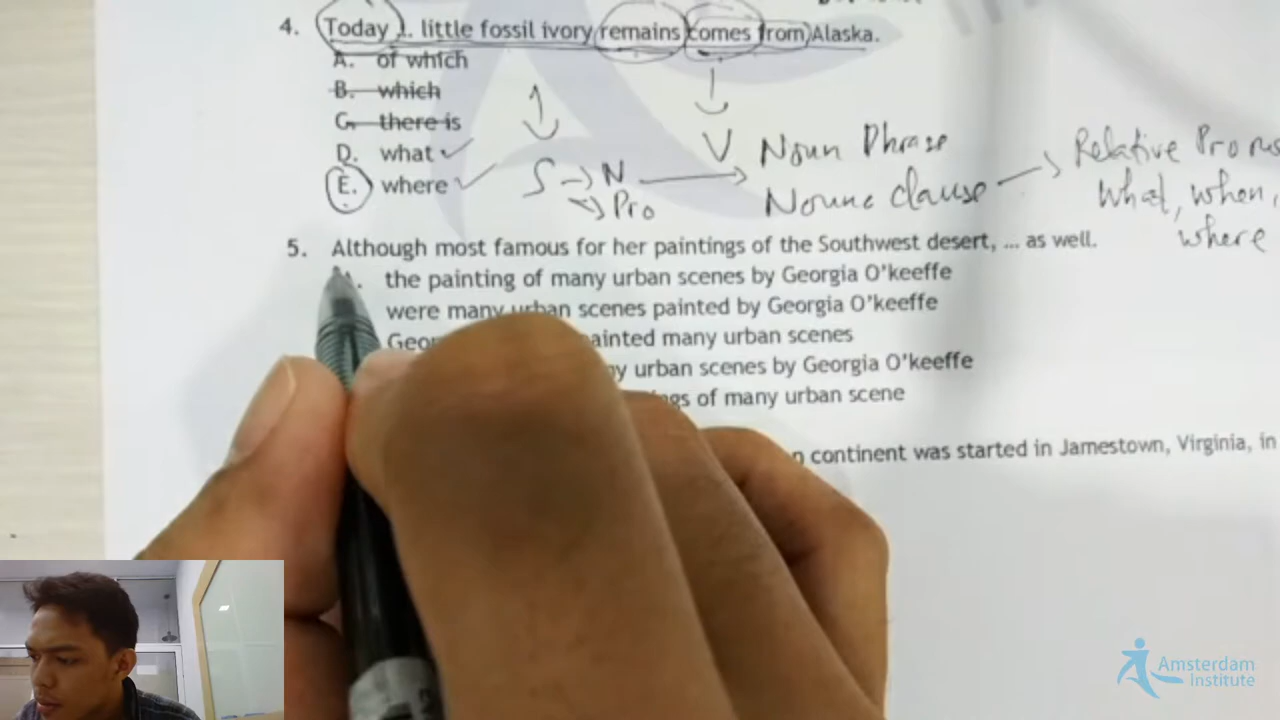 4. Today ... little fossil ivory remains comes from Alaska.
A. of which
B. which
C. there is
D. what
E. where
S → N
→ Pro
V
Noun Phrase
Noune clause
Relative
What, when,
where
5. Although most famous for her paintings of the Southwest desert, ... as well.
the painting of many urban scenes by Georgia O'keeffe
were many urban scenes painted by Georgia O'keeffe
painted many urban scenes
urban scenes by Georgia O'keeffe
of many urban scene
continent was started in Jamestown, Virginia, in
Amsterdam
Institute